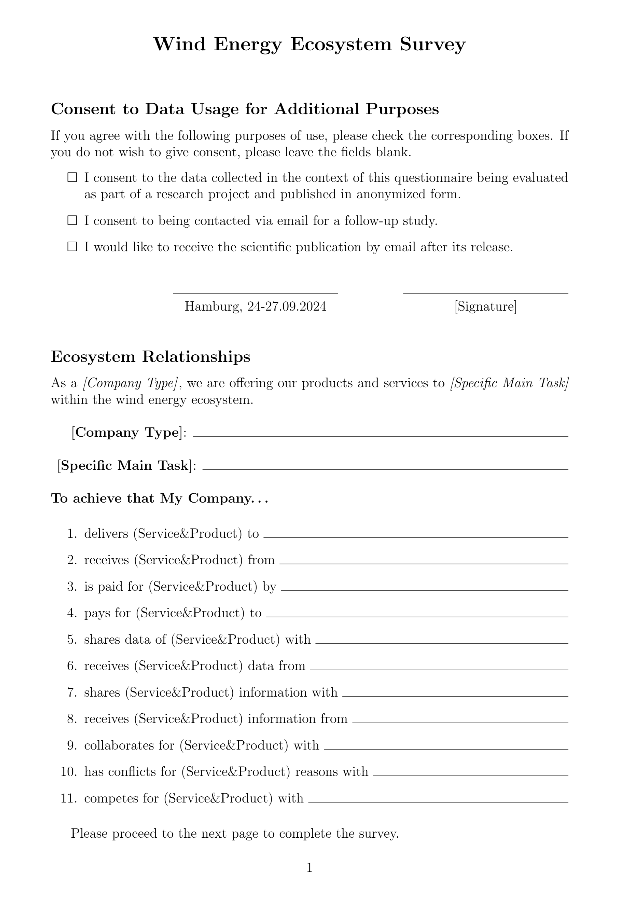 Wind Energy Ecosystem Survey
Consent to Data Usage for Additional Purposes
If you agree with the following purposes of use, please check the corresponding boxes. If
you do not wish to give consent, please leave the fields blank.
☐ I consent to the data collected in the context of this questionnaire being evaluated
as part of a research project and published in anonymized form.
☐ I consent to being contacted via email for a follow-up study.
☐ I would like to receive the scientific publication by email after its release.
Hamburg, 24-27.09.2024 [Signature]
Ecosystem Relationships
As a [Company Type], we are offering our products and services to [Specific Main Task]
within the wind energy ecosystem.
[Company Type]:
[Specific Main Task]:
To achieve that My Company...
1. delivers (Service&Product) to
2. receives (Service&Product) from
3. is paid for (Service&Product) by
4. pays for (Service&Product) to
5. shares data of (Service&Product) with
6. receives (Service&Product) data from
7. shares (Service&Product) information with
8. receives (Service&Product) information from
9. collaborates for (Service&Product) with
10. has conflicts for (Service&Product) reasons with
11. competes for (Service&Product) with
Please proceed to the next page to complete the survey.
1